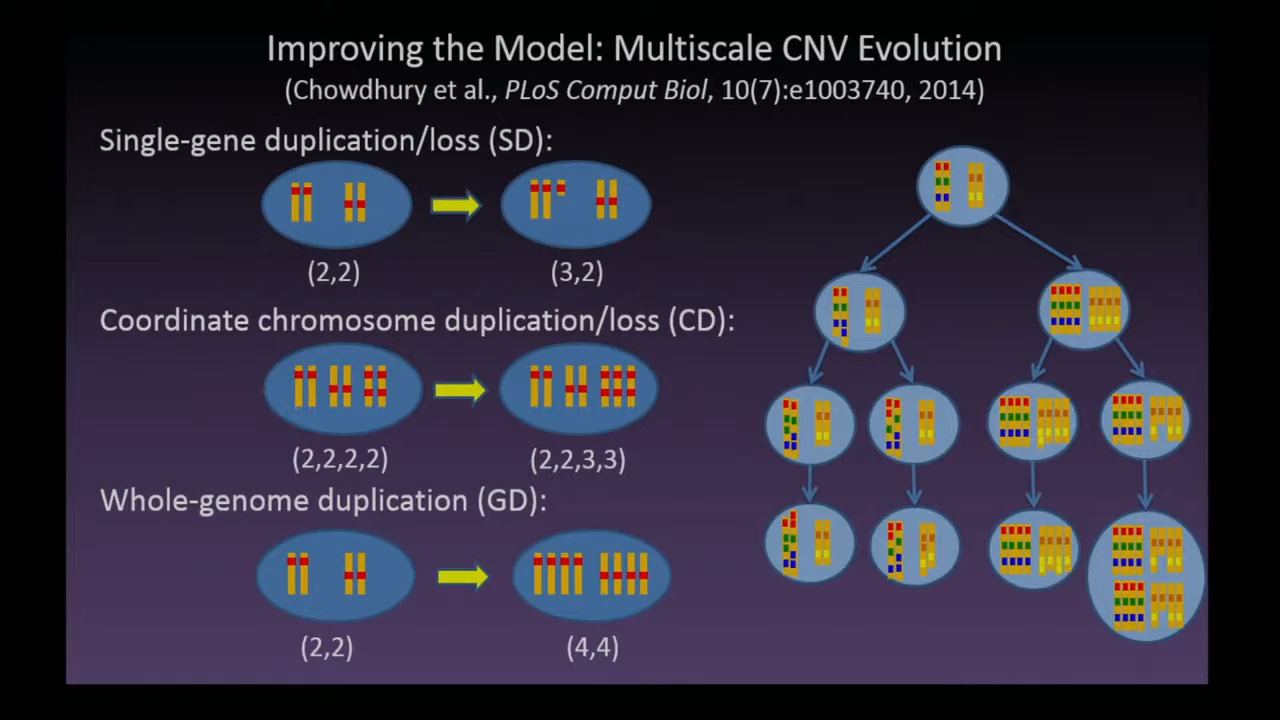 Improving the Model: Multiscale CNV Evolution
(Chowdhury et al., PLoS Comput Biol, 10(7):e1003740, 2014)
Single-gene duplication/loss (SD):
(2,2)
(3,2)
Coordinate chromosome duplication/loss (CD):
(2,2,2,2)
(2,2,3,3)
Whole-genome duplication (GD):
(2,2)
(4,4)